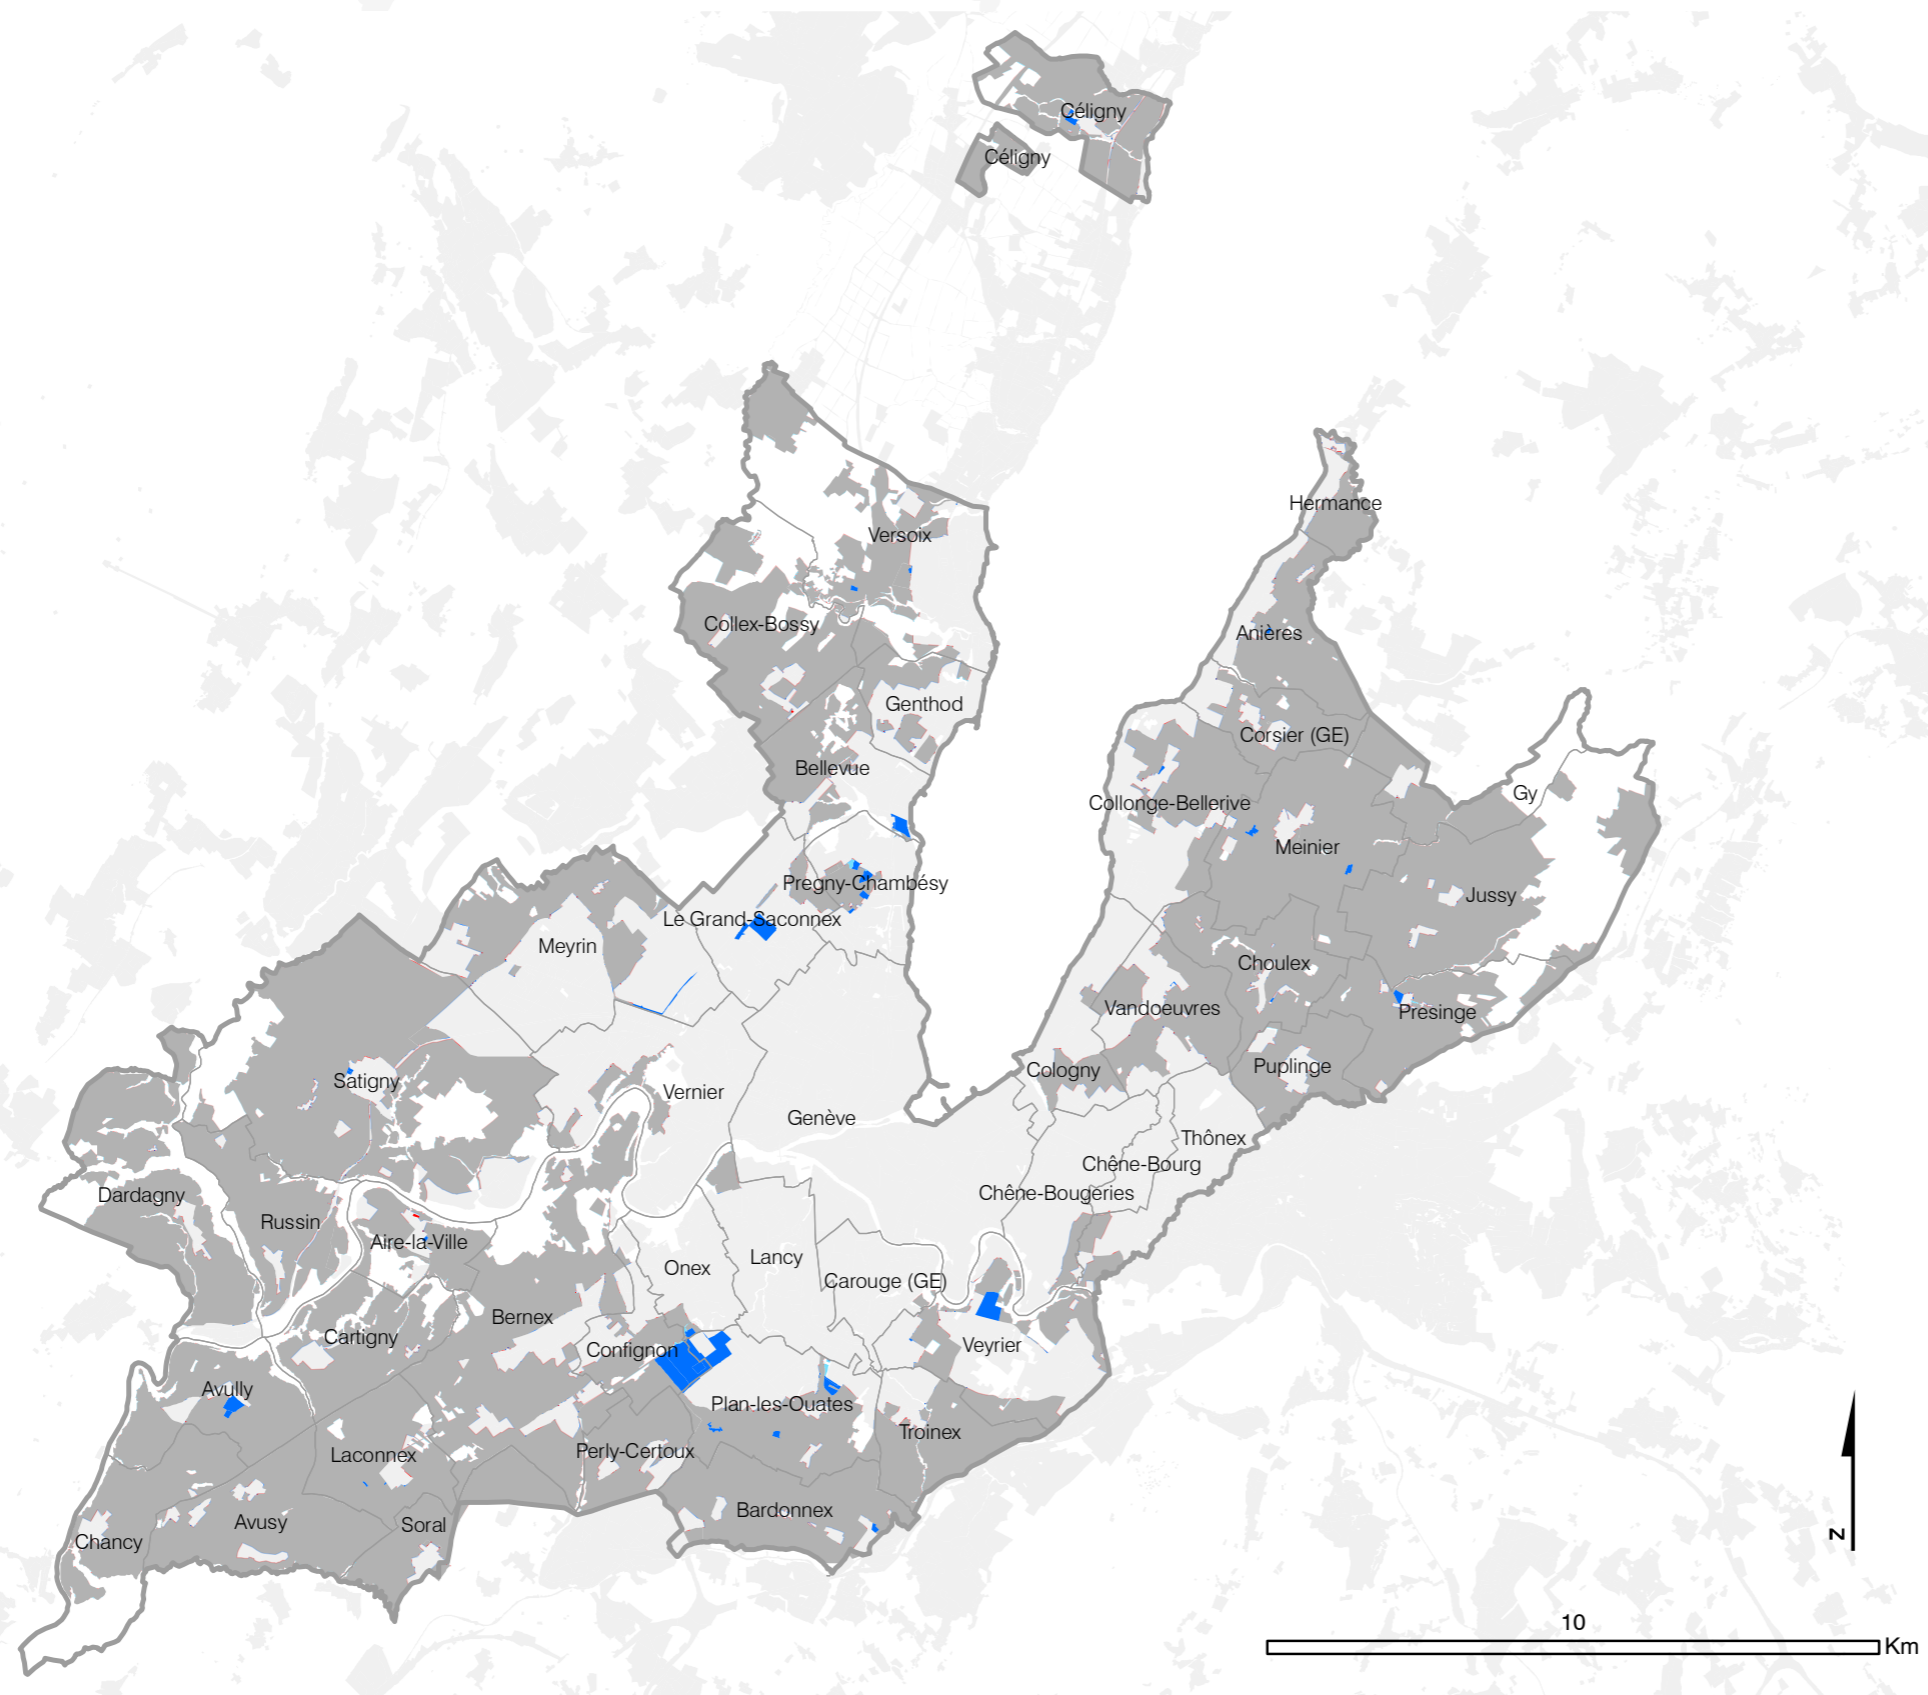 Céligny
Céligny
Hermance
Versoix
Collex-Bossy
Anières
Genthod
Corsier (GE)
Bellevue
Gy
Collonge-Bellerive
Meinier
Pregny-Chambésy
Jussy
Le Grand-Saconnex
Meyrin
Choulex
Vandoeuvres
Presinge
Puplinge
Cologny
Satigny
Vernier
Genève
Thônex
Chêne-Bourg
Chêne-Bougeries
Dardagny
Russin
Aire-la-Ville
Lancy
Onex
Carouge (GE)
Bernex
Cartigny
Veyrier
Confignon
Avully
Plan-les-Ouates
Troinex
Laconnex
Perly-Certoux
Bardonnex
Avusy
Soral
Chancy
N
10
Km